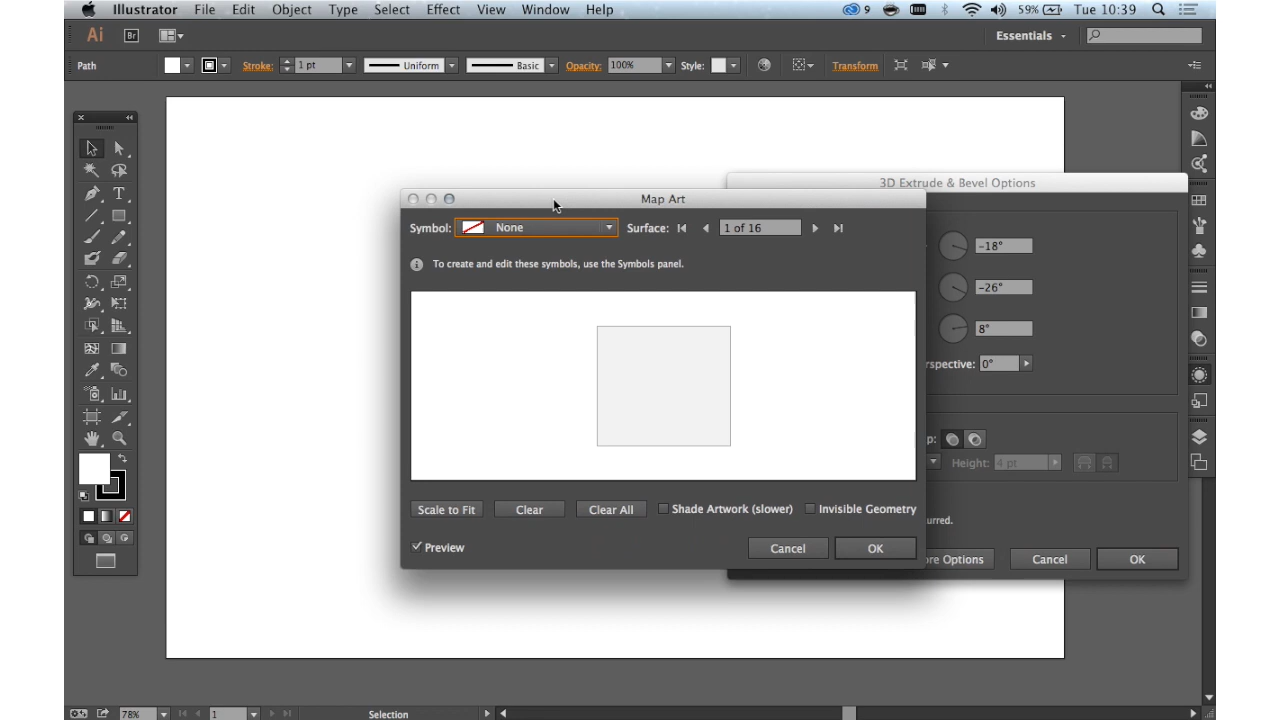 Illustrator File Edit Object Type Select Effect View Window Help 9 59% Tue 10:39
Ai Br Essentials
Path Stroke: 1 pt Uniform Basic Opacity: 100% Style: Transform
3D Extrude & Bevel Options
Map Art
Symbol: None Surface: 1 of 16
-18°
To create and edit these symbols, use the Symbols panel.
-26°
8°
rspective: 0°
p:
Height: 4 pt
Scale to Fit Clear Clear All Shade Artwork (slower) Invisible Geometry
urred.
Preview Cancel OK
ore Options Cancel OK
78% 1 Selection